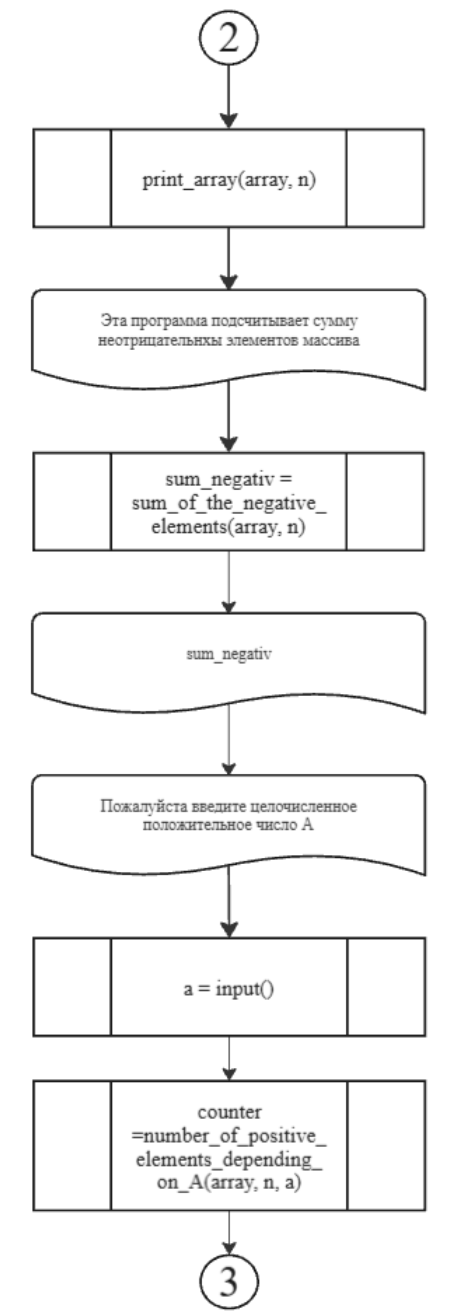 2
print_array(array, n)
Эта программа подсчитывает сумму
неотрицательнхы элементов массива
sum_negativ =
sum_of_the_negative_
elements(array, n)
sum_negativ
Пожалуйста введите целочисленное
положительное число А
a = input()
counter
=number_of_positive_
elements_depending_
on_A(array, n, a)
3